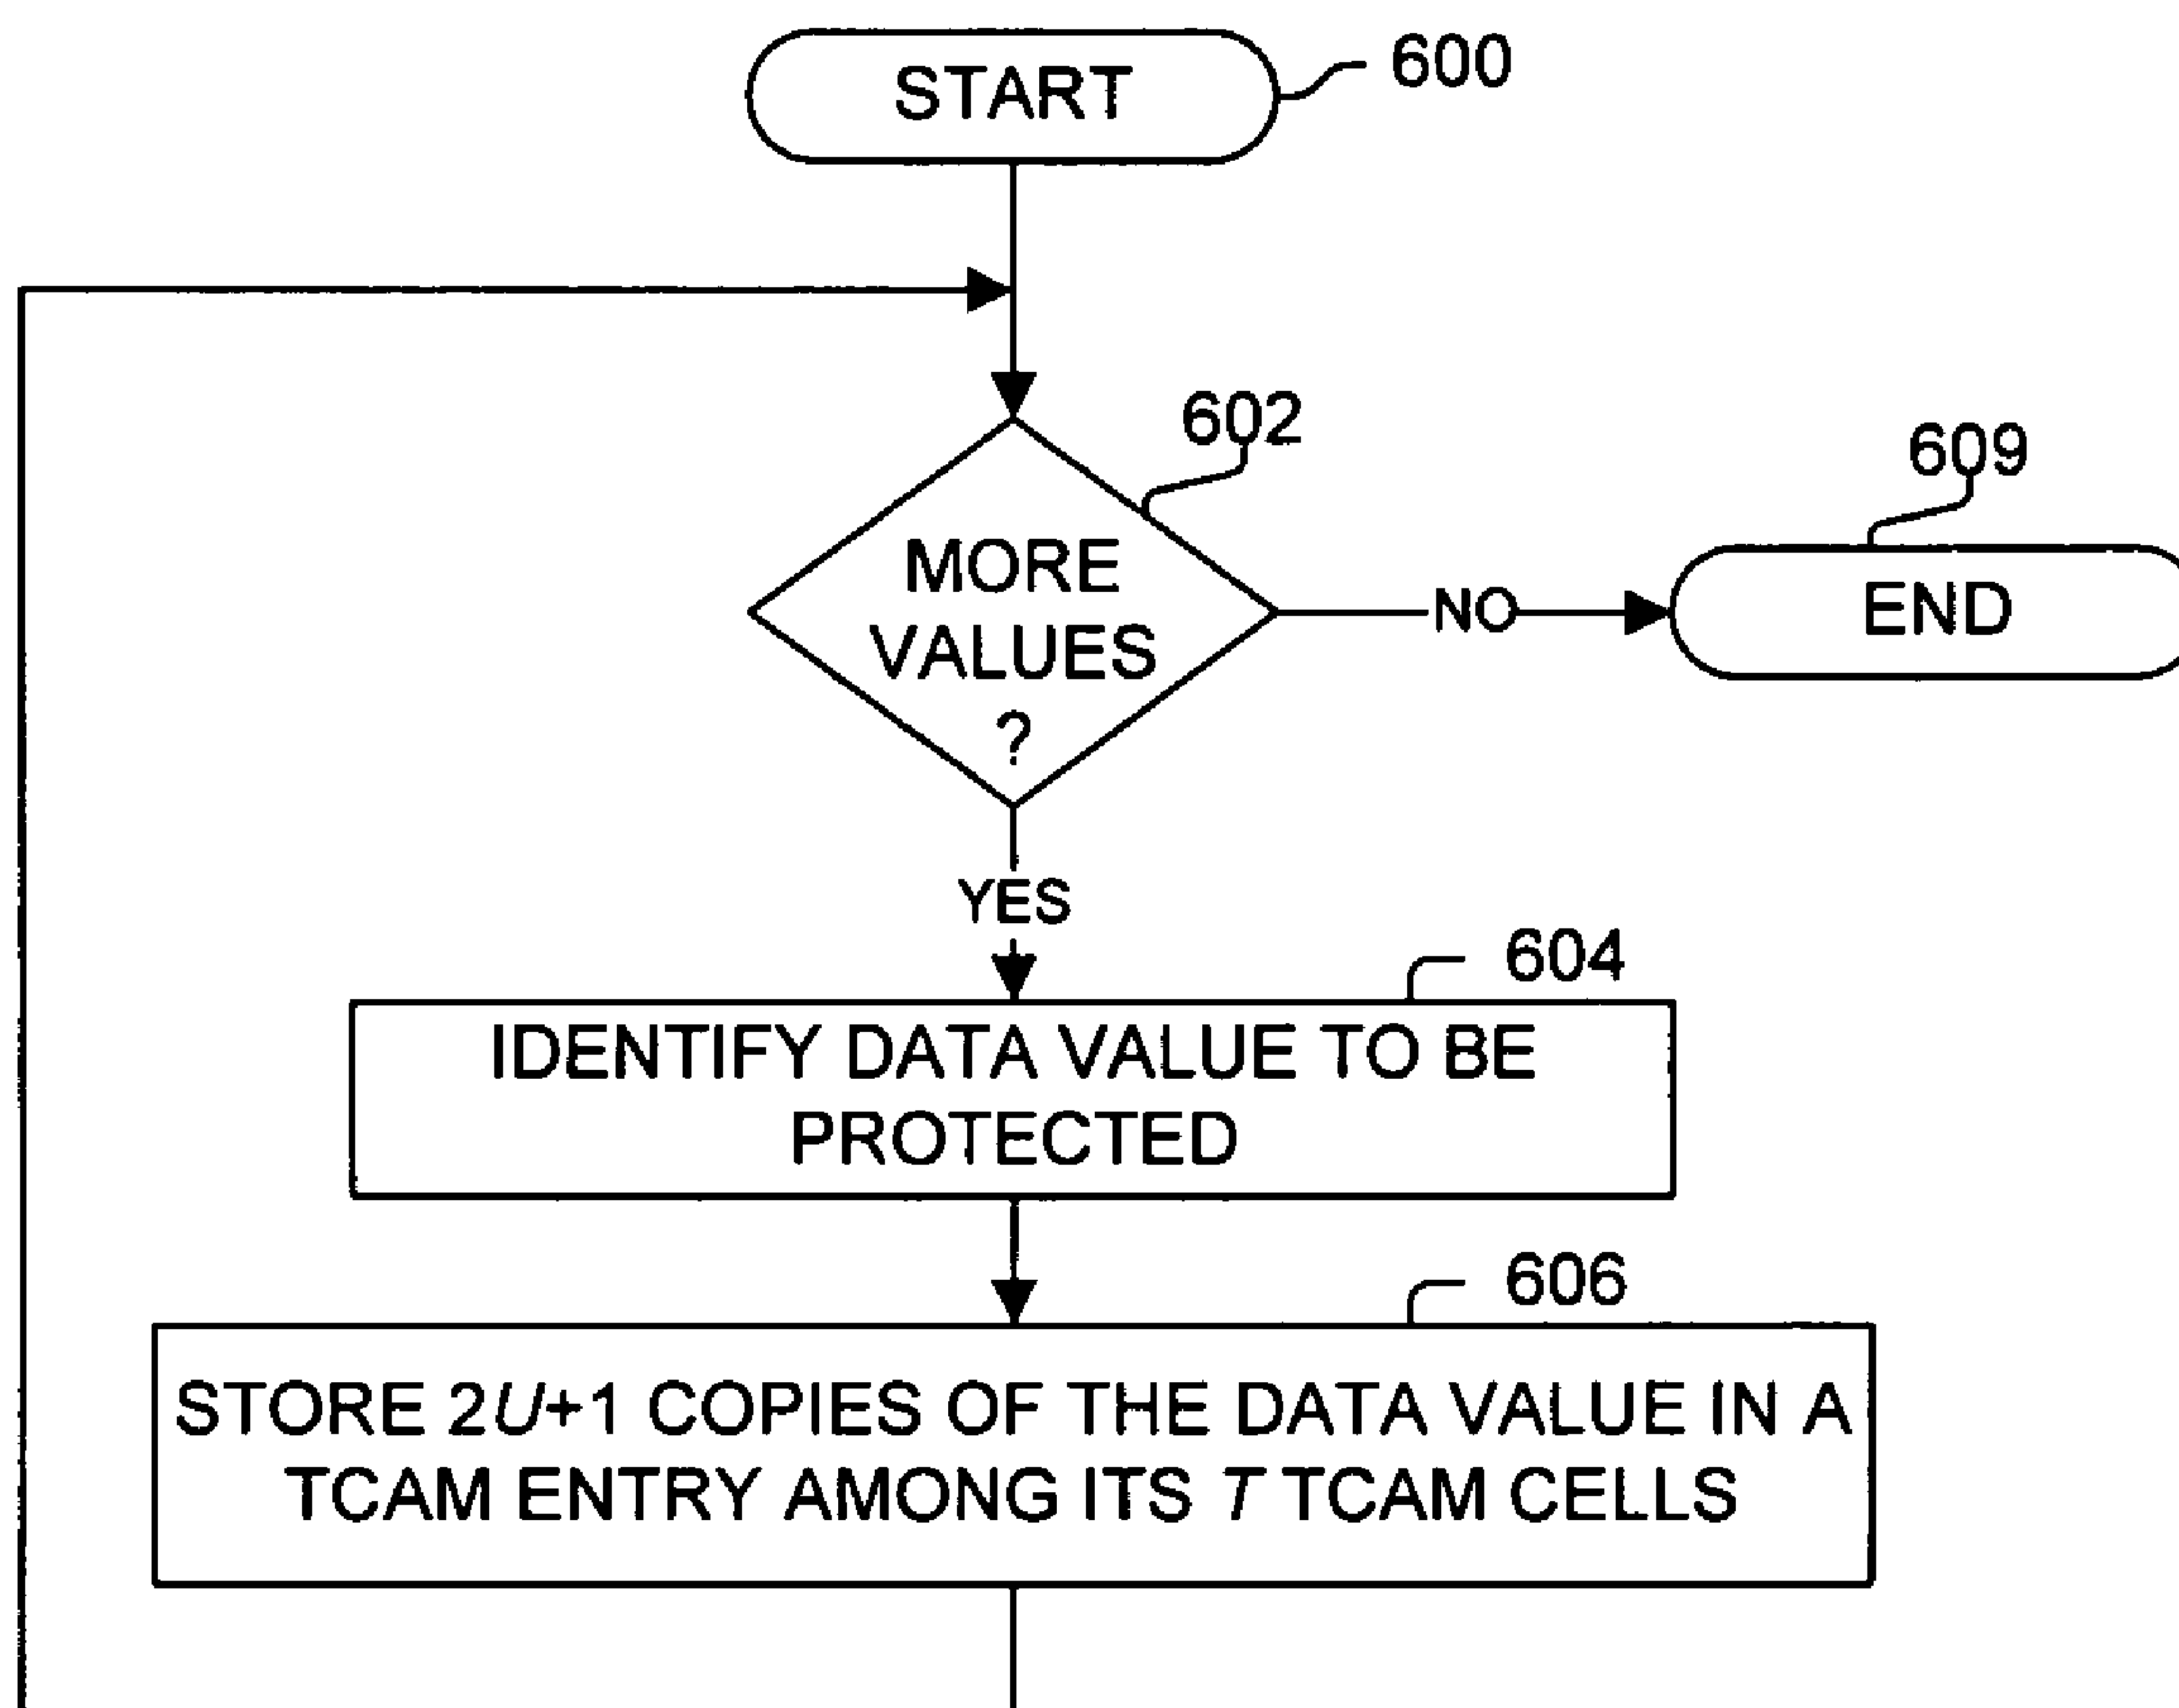 START
600
602
MORE
VALUES
?
NO
609
END
YES
604
IDENTIFY DATA VALUE TO BE
PROTECTED
606
STORE 2U+1 COPIES OF THE DATA VALUE IN A
TCAM ENTRY AMONG ITS T TCAM CELLS